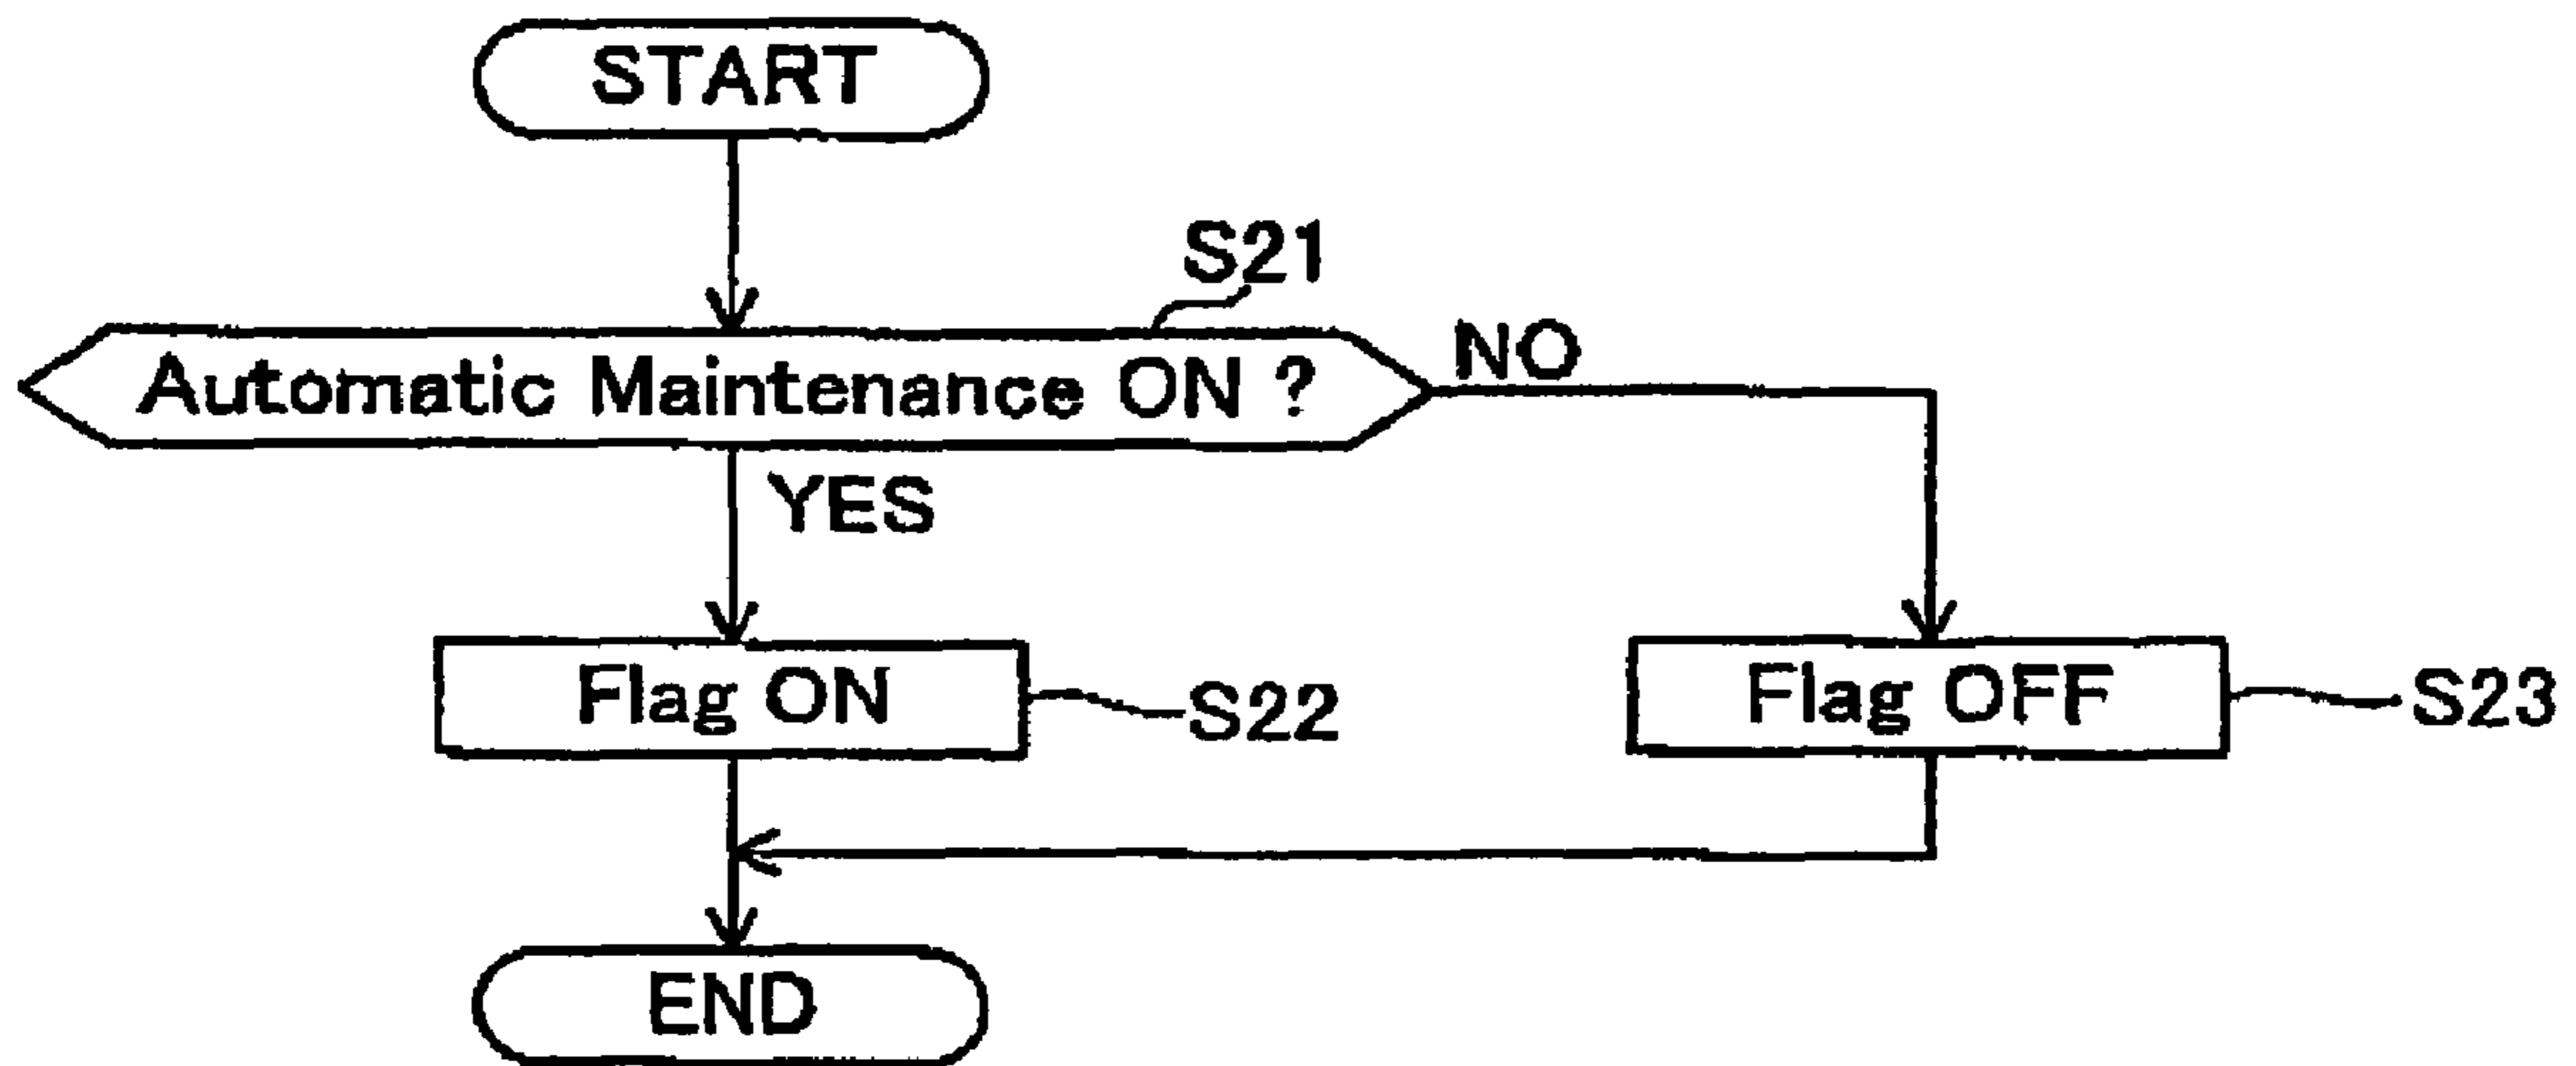 START
S21
Automatic Maintenance ON ?
NO
YES
Flag ON
S22
Flag OFF
S23
END